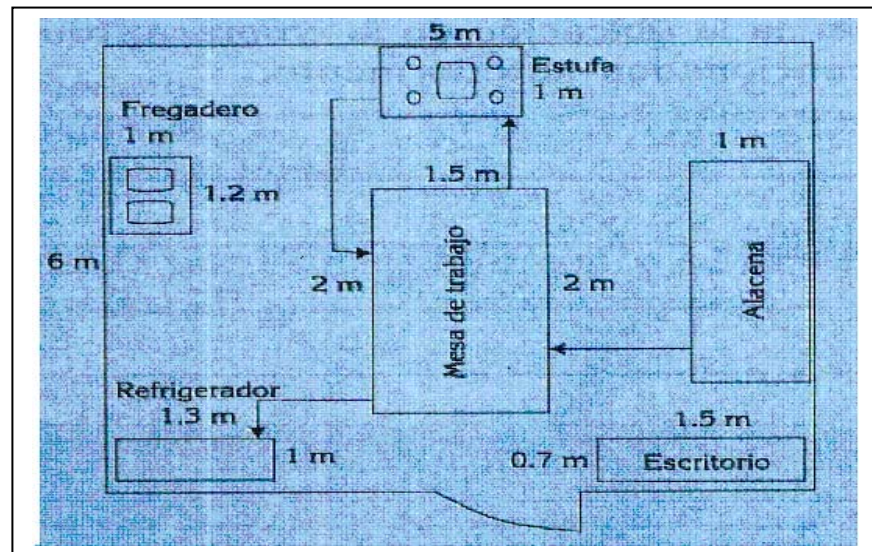 5 m
Estufa
1 m
Fregadero
1 m
1.2 m
1 m
1.5 m
6 m
2 m
Mesa de trabajo
2 m
Alacena
Refrigerador
1.3 m
1 m
1.5 m
0.7 m
Escritorio